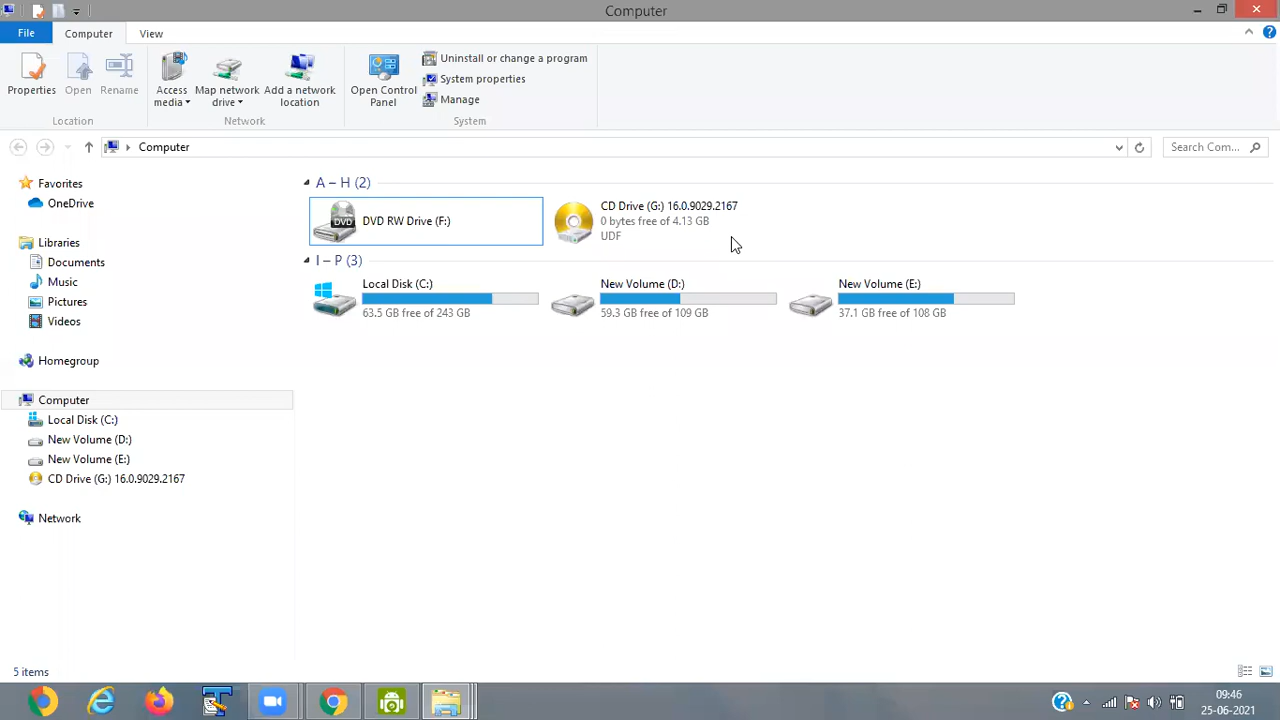 Computer
File
Computer
View
Properties
Open
Rename
Access media
Map network drive
Add a network location
Open Control Panel
Uninstall or change a program
System properties
Manage
Location
Network
System
Computer
Search Com...
Favorites
OneDrive
Libraries
Documents
Music
Pictures
Videos
Homegroup
Computer
Local Disk (C:)
New Volume (D:)
New Volume (E:)
CD Drive (G:) 16.0.9029.2167
Network
A – H (2)
DVD
DVD RW Drive (F:)
CD Drive (G:) 16.0.9029.2167
0 bytes free of 4.13 GB
UDF
I – P (3)
Local Disk (C:)
63.5 GB free of 243 GB
New Volume (D:)
59.3 GB free of 109 GB
New Volume (E:)
37.1 GB free of 108 GB
5 items
09:46
25-06-2021